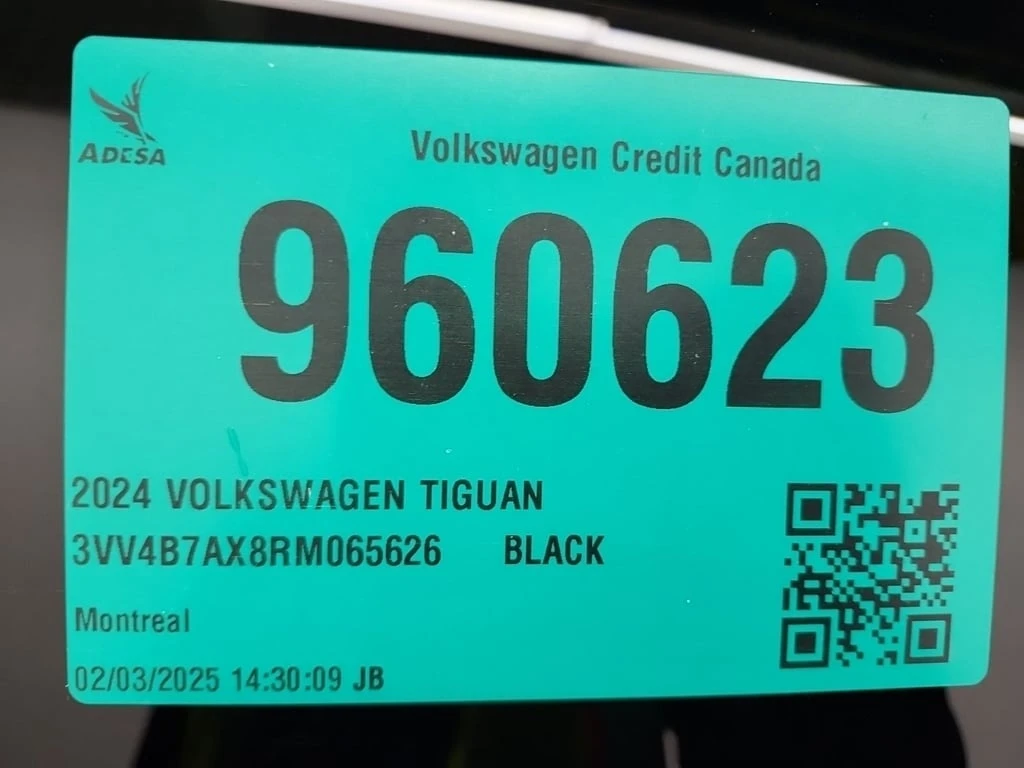 ADESA
Volkswagen Credit Canada
960623
2024 VOLKSWAGEN TIGUAN
3VV4B7AX8RM065626 BLACK
Montreal
02/03/2025 14:30:09 JB